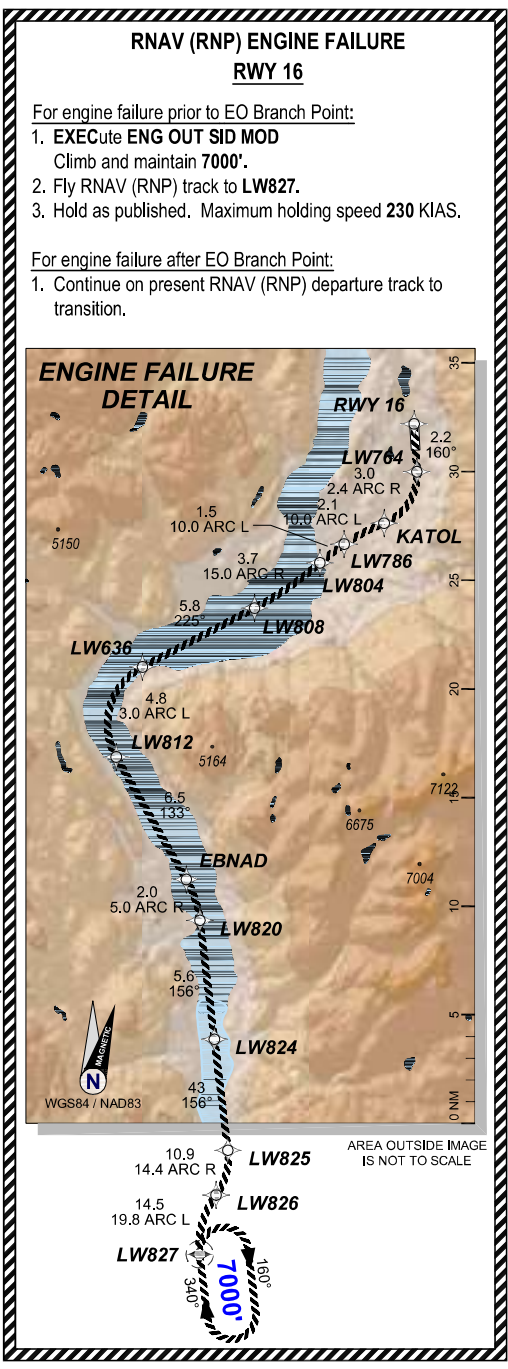 RNAV (RNP) ENGINE FAILURE
RWY 16
For engine failure prior to EO Branch Point:
1. EXECute ENG OUT SID MOD
Climb and maintain 7000'.
2. Fly RNAV (RNP) track to LW827.
3. Hold as published. Maximum holding speed 230 KIAS.
For engine failure after EO Branch Point:
1. Continue on present RNAV (RNP) departure track to
transition.
ENGINE FAILURE
DETAIL
35
RWY 16
2.2
160°
LW764
30
3.0
2.4 ARC R
2.1
10.0 ARC L
1.5
10.0 ARC L
KATOL
5150
LW786
3.7
15.0 ARC R
LW804
25
5.8
225°
LW808
LW636
20
4.8
3.0 ARC L
LW812
5164
7122
15
6.5
133°
6675
EBNAD
7004
2.0
5.0 ARC R
10
LW820
5.6
156°
5
LW824
MAGNETIC
N
WGS84 / NAD83
43
156°
0 NM
AREA OUTSIDE IMAGE
IS NOT TO SCALE
10.9
14.4 ARC R
LW825
14.5
19.8 ARC L
LW826
LW827
160°
7000'
340°